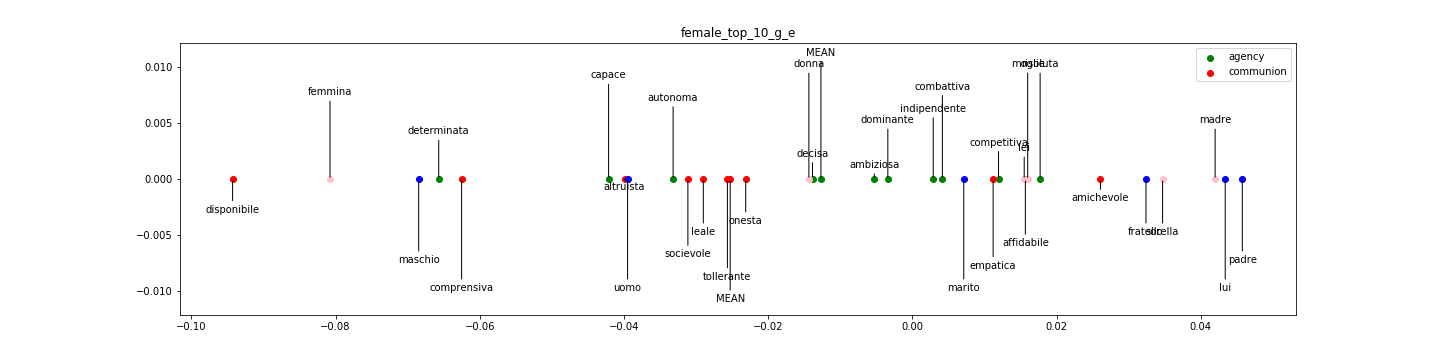 female_top_10_g_e
MEAN
donna
moglie
risoluta
agency
communion
0.010
capace
femmina
autonoma
combattiva
0.005
indipendente
determinata
dominante
madre
decisa
competitiva
lei
ambiziosa
0.000
altruista
disponibile
amichevole
onesta
leale
fratello
sorella
−0.005
affidabile
socievole
maschio
padre
empatica
tollerante
comprensiva
uomo
marito
lui
−0.010
MEAN
−0.10
−0.08
−0.06
−0.04
−0.02
0.00
0.02
0.04